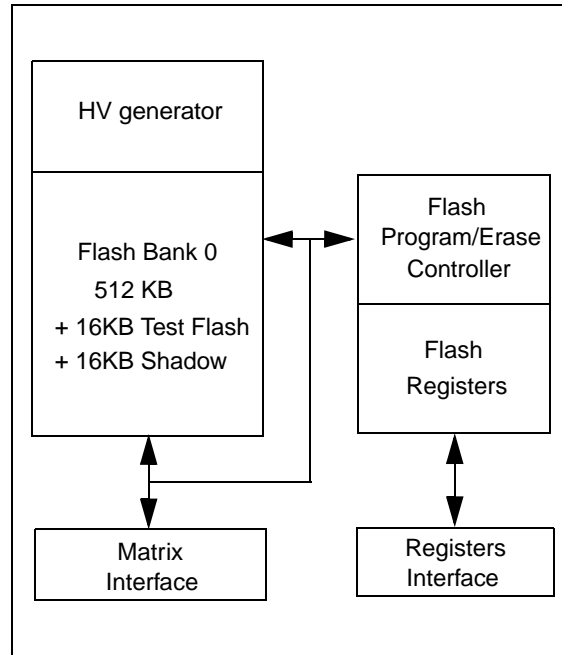 HV generator
Flash Bank 0
512 KB
+ 16KB Test Flash
+ 16KB Shadow
Flash
Program/Erase
Controller
Flash
Registers
Matrix
Interface
Registers
Interface